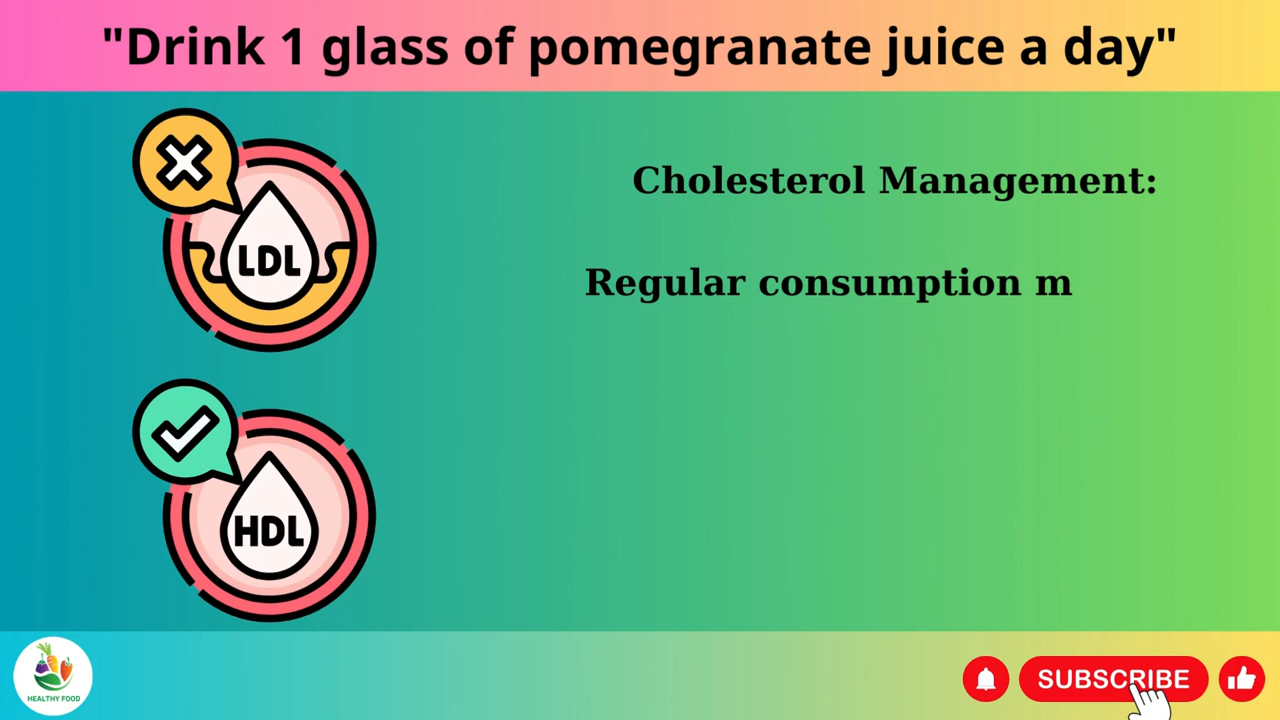 "Drink 1 glass of pomegranate juice a day"
Cholesterol Management:
LDL
Regular consumption m
HDL
HEALTHY FOOD
SUBSCRIBE